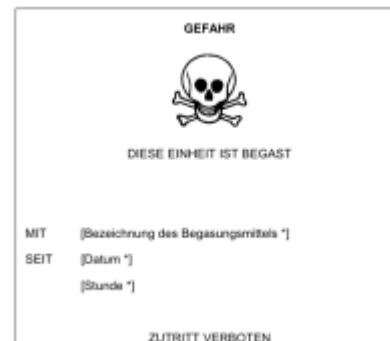 GEFAHR
DIESE EINHEIT IST BEGAST
MIT [Bezeichnung des Begasungsmittels *]
SEIT [Datum *]
[Stunde *]
ZUTRITT VERBOTEN